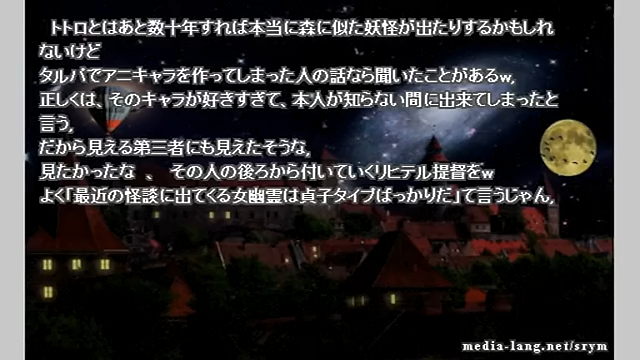 トトロとはあと数十年すれば本当に森に似た妖怪が出たりするかもしれ
ないけど
タルパでアニキャラを作ってしまった人の話なら聞いたことがあるw,
正しくは、そのキャラが好きすぎて、本人が知らない間に出来てしまったと
言う,
だから見える第三者にも見えたそうな,
見たかったな 、 その人の後ろから付いていくリヒテル提督をw
よく「最近の怪談に出てくる女幽霊は貞子タイプばっかりだ」て言うじゃん,
media-lang.net/srym